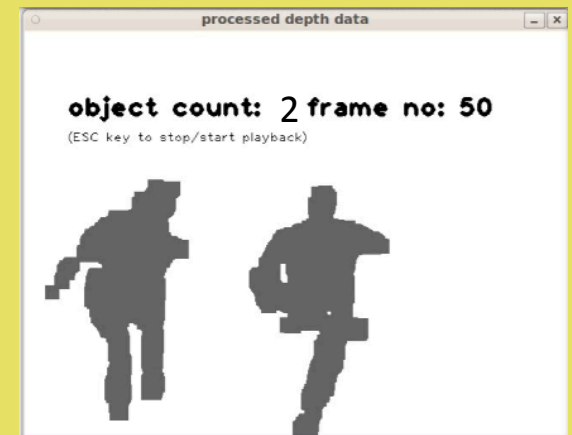 processed depth data
object count: 2 frame no: 50
(ESC key to stop/start playback)